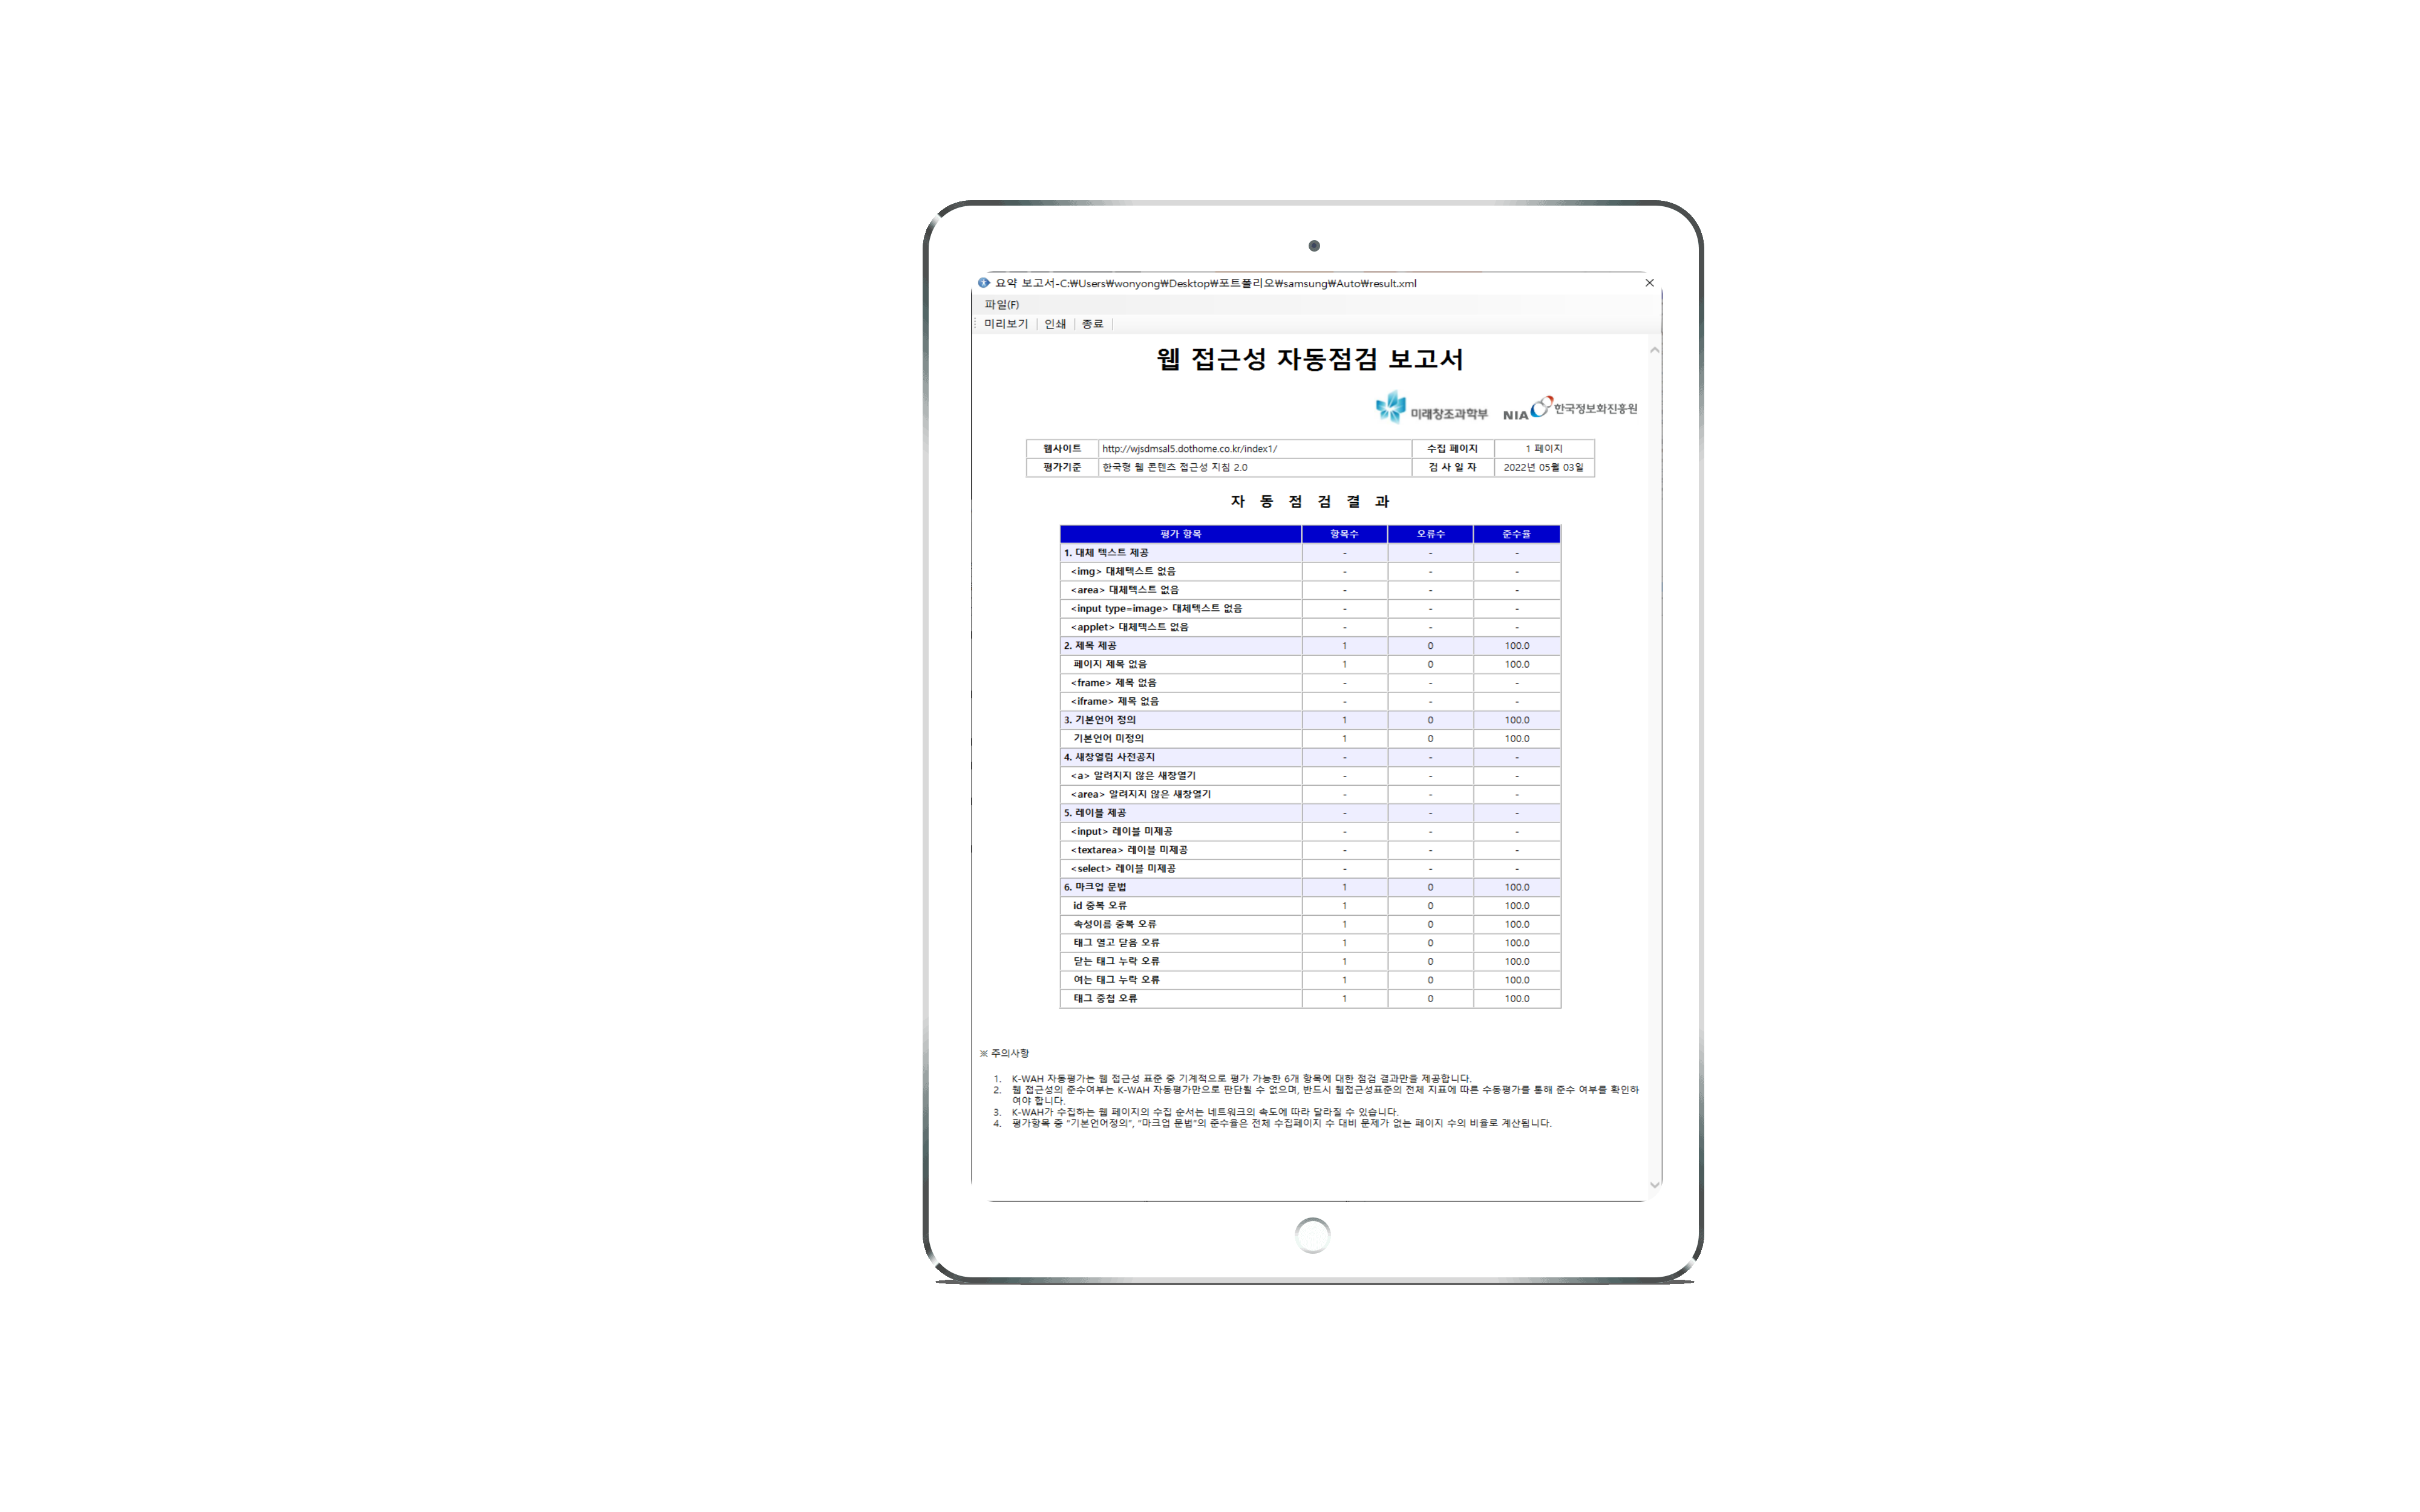 요약 보고서-C:₩Users₩wonyong₩Desktop₩포트폴리오₩samsung₩Auto₩result.xml
파일(F)
미리보기 인쇄 종료
웹 접근성 자동점검 보고서
미래창조과학부 NIA 한국정보화진흥원
웹사이트 http://wjsdmsal5.dothome.co.kr/index1/ 수집 페이지 1 페이지
평가기준 한국형 웹 콘텐츠 접근성 지침 2.0 검 사 일 자 2022년 05월 03일
자 동 점 검 결 과
평가 항목 항목수 오류수 준수율
1. 대체 텍스트 제공 - - -
<img> 대체텍스트 없음 - - -
<area> 대체텍스트 없음 - - -
<input type=image> 대체텍스트 없음 - - -
<applet> 대체텍스트 없음 - - -
2. 제목 제공 1 0 100.0
페이지 제목 없음 1 0 100.0
<frame> 제목 없음 - - -
<iframe> 제목 없음 - - -
3. 기본언어 정의 1 0 100.0
기본언어 미정의 1 0 100.0
4. 새창열림 사전공지 - - -
<a> 알려지지 않은 새창열기 - - -
<area> 알려지지 않은 새창열기 - - -
5. 레이블 제공 - - -
<input> 레이블 미제공 - - -
<textarea> 레이블 미제공 - - -
<select> 레이블 미제공 - - -
6. 마크업 문법 1 0 100.0
id 중복 오류 1 0 100.0
속성이름 중복 오류 1 0 100.0
태그 열고 닫음 오류 1 0 100.0
닫는 태그 누락 오류 1 0 100.0
여는 태그 누락 오류 1 0 100.0
태그 중첩 오류 1 0 100.0
※ 주의사항
1. K-WAH 자동평가는 웹 접근성 표준 중 기계적으로 평가 가능한 6개 항목에 대한 점검 결과만을 제공합니다.
2. 웹 접근성의 준수여부는 K-WAH 자동평가만으로 판단될 수 없으며, 반드시 웹접근성표준의 전체 지표에 따른 수동평가를 통해 준수 여부를 확인하
여야 합니다.
3. K-WAH가 수집하는 웹 페이지의 수집 순서는 네트워크의 속도에 따라 달라질 수 있습니다.
4. 평가항목 중 "기본언어정의", "마크업 문법"의 준수율은 전체 수집페이지 수 대비 문제가 없는 페이지 수의 비율로 계산됩니다.